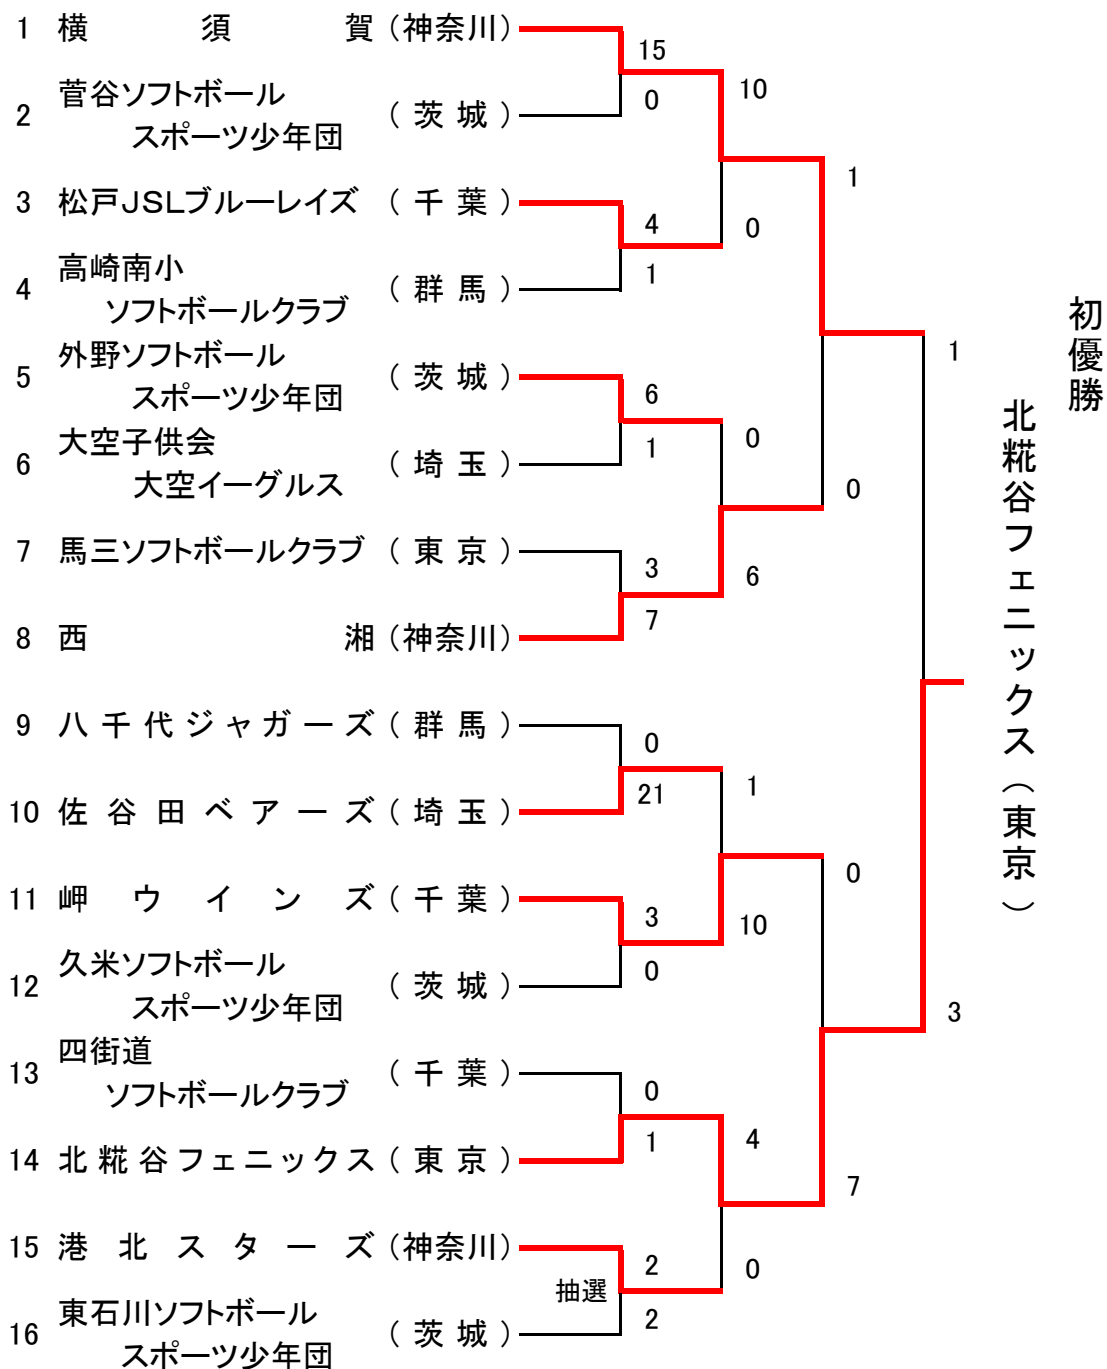 1 横須賀 (神奈川)
15
10
0
2 菅谷ソフトボール
スポーツ少年団 (茨城)
1
3 松戸JSLブルーレイズ (千葉)
4
0
4 高崎南小
ソフトボールクラブ (群馬)
1
初優勝
1
5 外野ソフトボール
スポーツ少年団 (茨城)
6
北糀谷フェニックス(東京)
6 大空子供会
大空イーグルス (埼玉)
1
0
0
7 馬三ソフトボールクラブ (東京)
3
6
7
8 西湘 (神奈川)
9 八千代ジャガーズ (群馬)
0
1
21
10 佐谷田ベアーズ (埼玉)
0
11 岬ウインズ (千葉)
3
10
0
12 久米ソフトボール
スポーツ少年団 (茨城)
3
13 四街道
ソフトボールクラブ (千葉)
0
1
4
14 北糀谷フェニックス (東京)
7
15 港北スターズ (神奈川)
2
0
抽選
2
16 東石川ソフトボール
スポーツ少年団 (茨城)